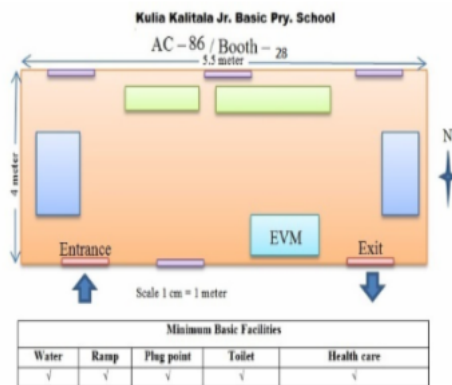 Kulia Kalitala Jr. Basic Pry. School
AC – 86 / Booth – 28
5.5 meter
4 meter
N
EVM
Entrance
Exit
Scale 1 cm = 1 meter
Minimum Basic Facilities
Water Ramp Plug point Toilet Health care
√ √ √ √ √